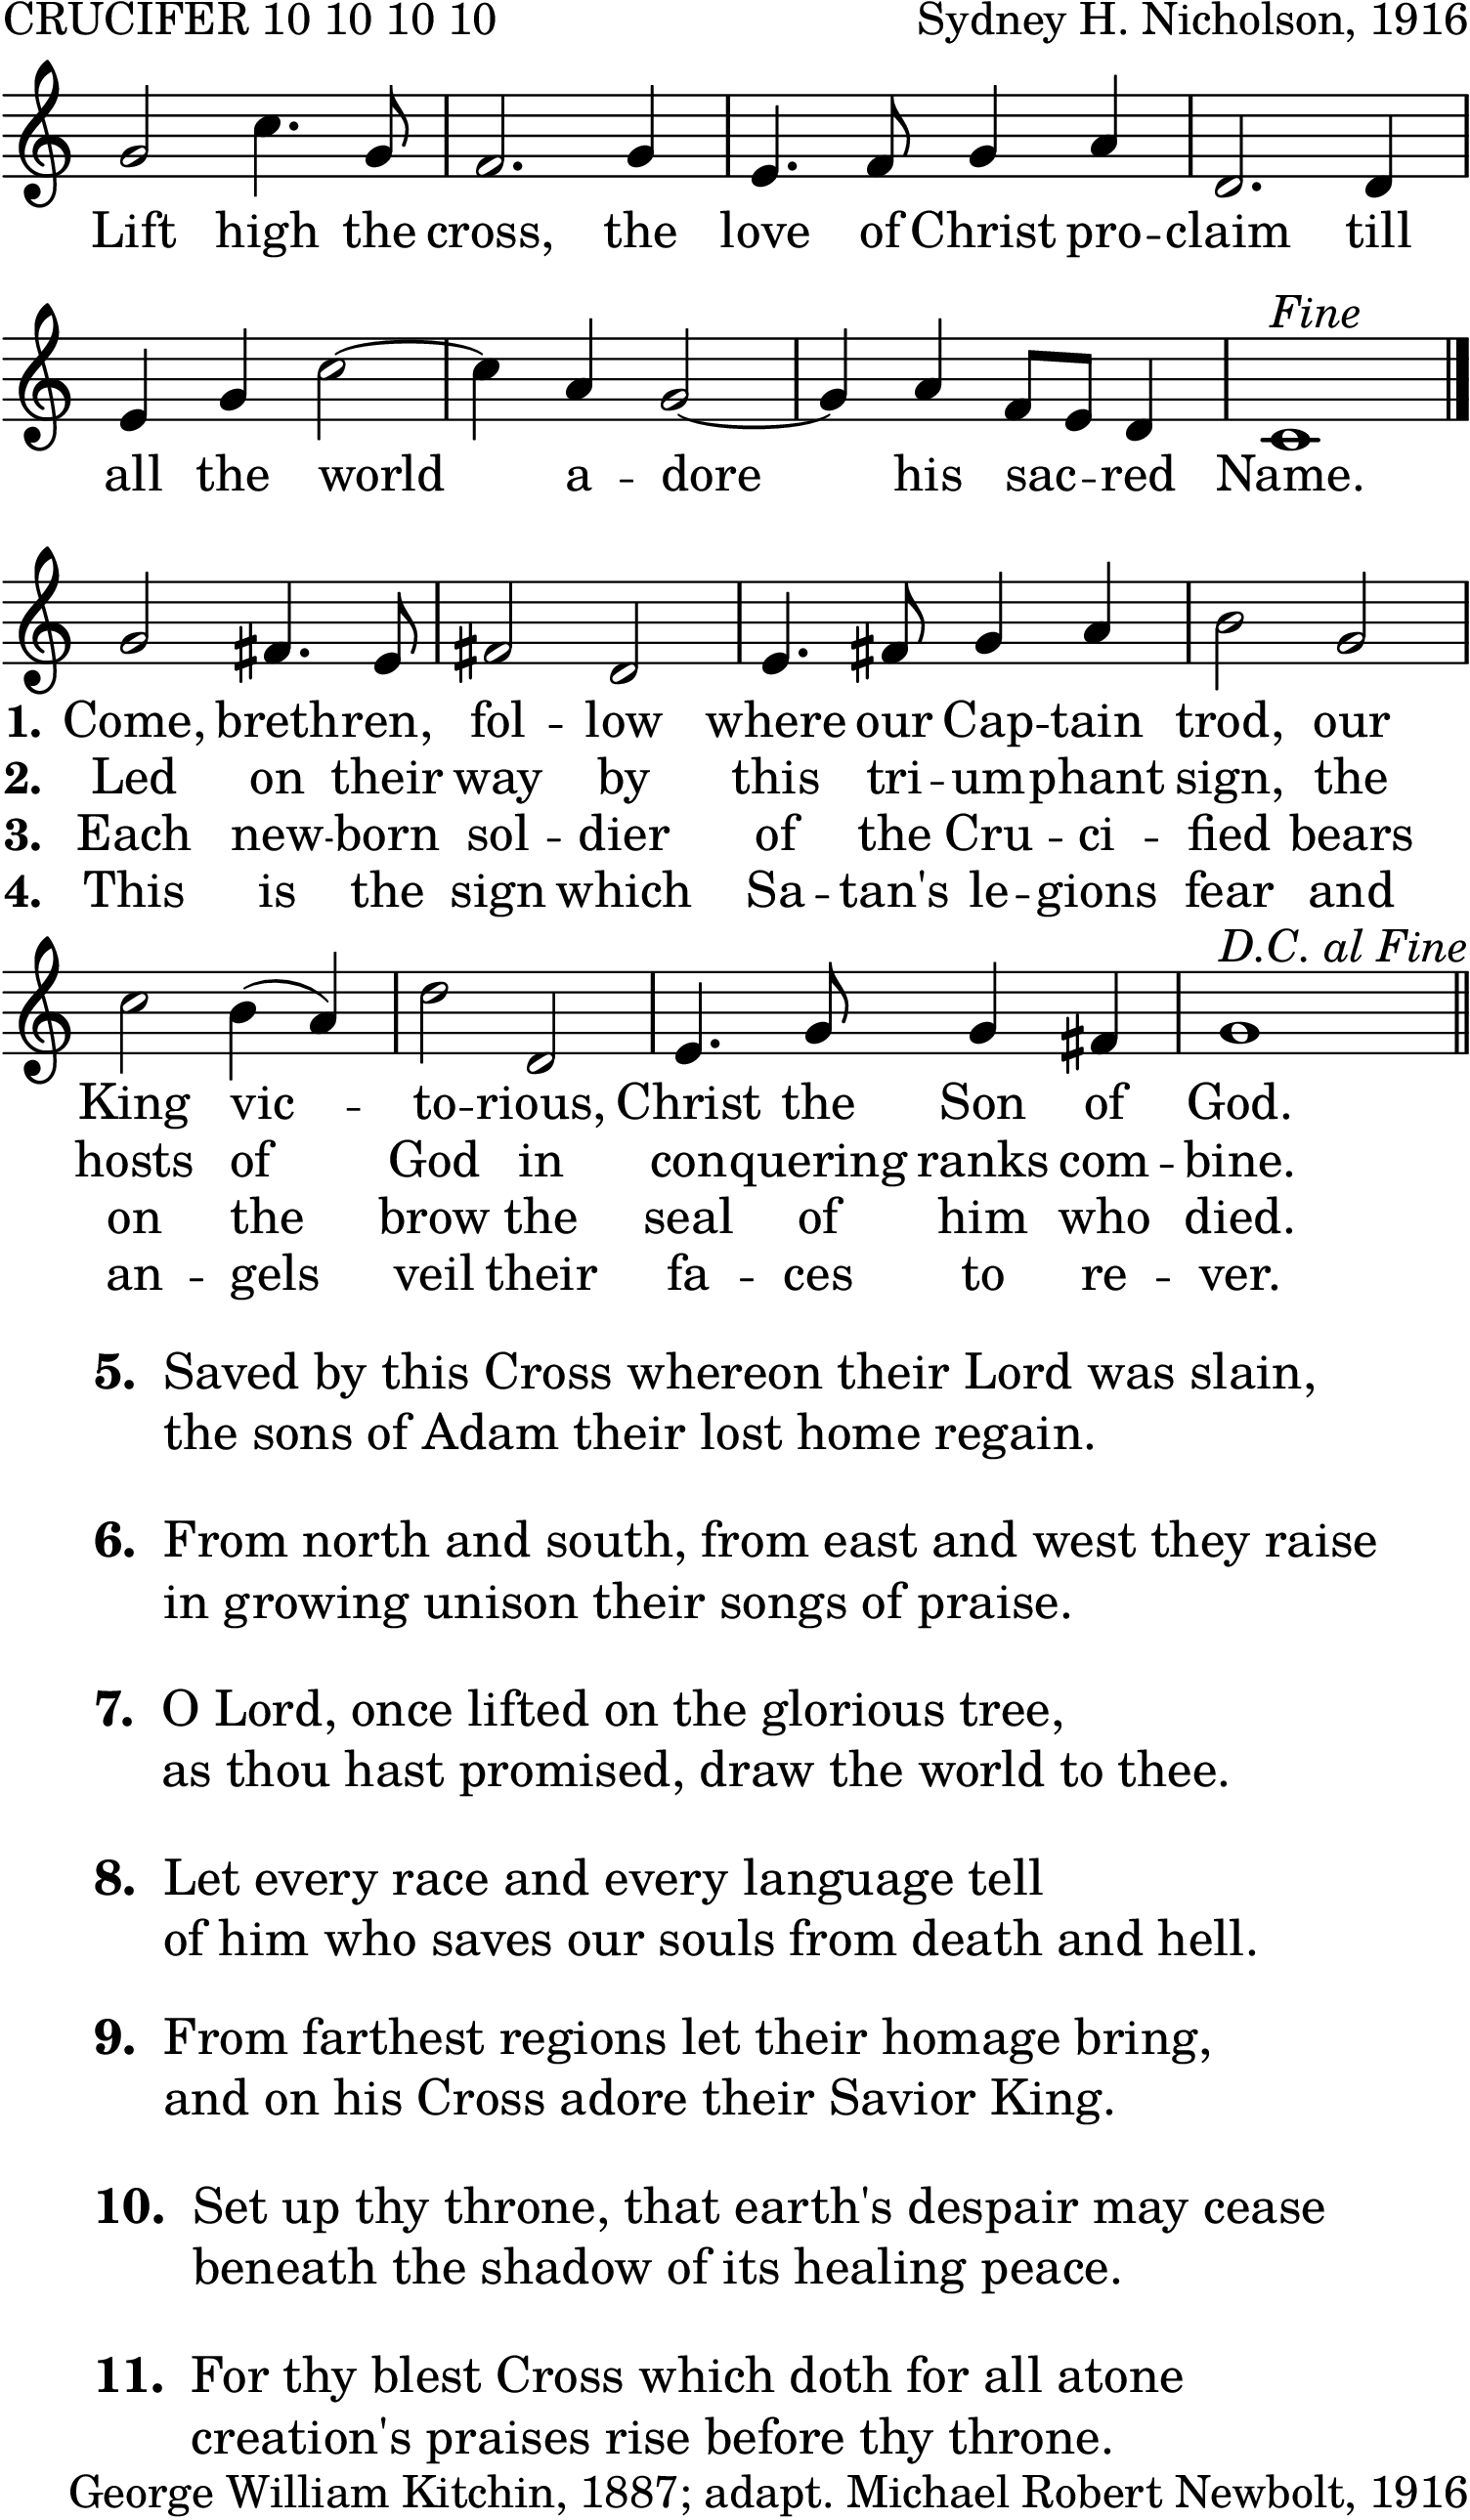 CRUCIFER 10 10 10 10 Sydney H. Nicholson, 1916
Lift high the cross, the love of Christ pro - claim till
Fine
all the world a - dore his sac - red Name.
1. Come, brethren, fol - low where our Cap - tain trod, our
2. Led on their way by this tri - umphant sign, the
3. Each new - born sol - dier of the Cru - ci - fied bears
4. This is the sign which Sa - tan's le - gions fear and
D.C. al Fine
King vic - to - rious, Christ the Son of God.
hosts of God in conquering ranks com - bine.
on the brow the seal of him who died.
an - gels veil their fa - ces to re - ver.
5. Saved by this Cross whereon their Lord was slain,
the sons of Adam their lost home regain.
6. From north and south, from east and west they raise
in growing unison their songs of praise.
7. O Lord, once lifted on the glorious tree,
as thou hast promised, draw the world to thee.
8. Let every race and every language tell
of him who saves our souls from death and hell.
9. From farthest regions let their homage bring,
and on his Cross adore their Savior King.
10. Set up thy throne, that earth's despair may cease
beneath the shadow of its healing peace.
11. For thy blest Cross which doth for all atone
creation's praises rise before thy throne.
George William Kitchin, 1887; adapt. Michael Robert Newbolt, 1916